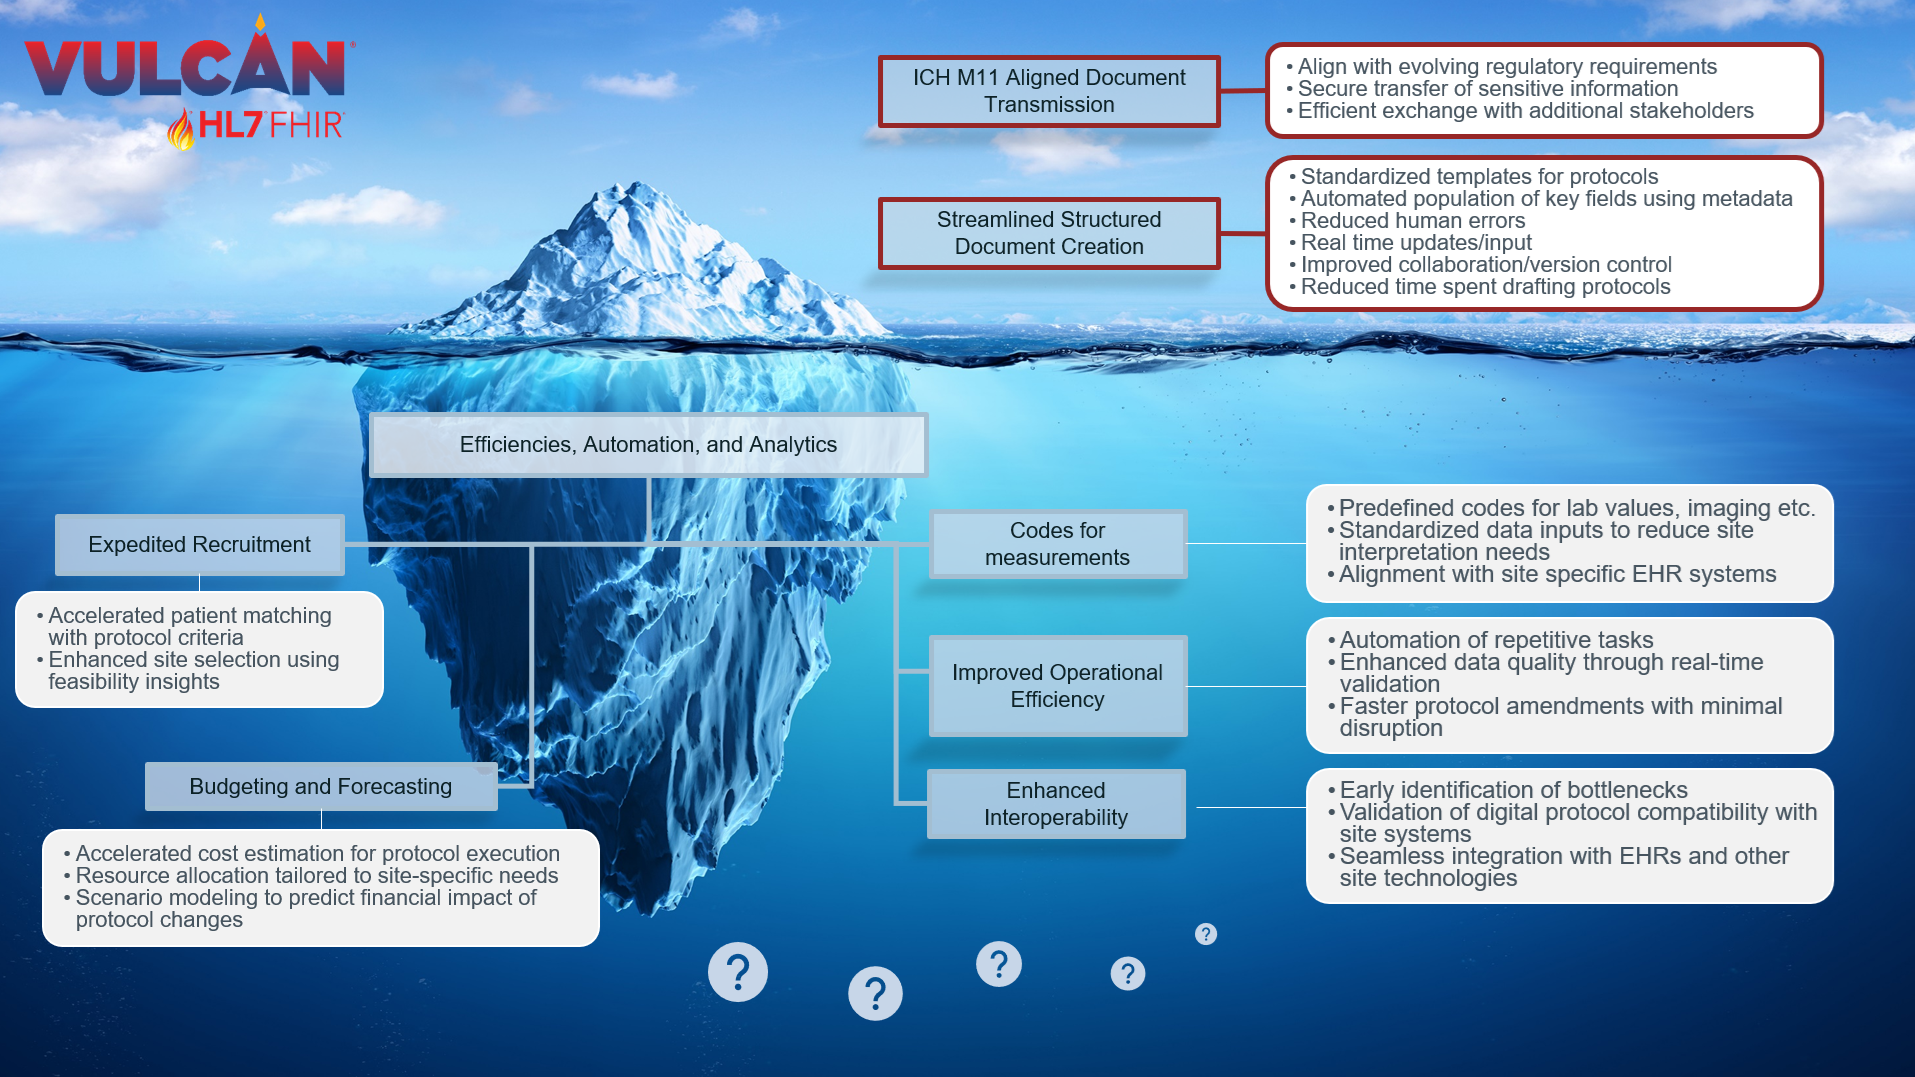 VULCAN®
HL7 FHIR
ICH M11 Aligned Document
Transmission
• Align with evolving regulatory requirements
• Secure transfer of sensitive information
• Efficient exchange with additional stakeholders
Streamlined Structured
Document Creation
• Standardized templates for protocols
• Automated population of key fields using metadata
• Reduced human errors
• Real time updates/input
• Improved collaboration/version control
• Reduced time spent drafting protocols
Efficiencies, Automation, and Analytics
Expedited Recruitment
• Accelerated patient matching
with protocol criteria
• Enhanced site selection using
feasibility insights
Budgeting and Forecasting
• Accelerated cost estimation for protocol execution
• Resource allocation tailored to site-specific needs
• Scenario modeling to predict financial impact of
protocol changes
Codes for
measurements
• Predefined codes for lab values, imaging etc.
• Standardized data inputs to reduce site
interpretation needs
• Alignment with site specific EHR systems
Improved Operational
Efficiency
• Automation of repetitive tasks
• Enhanced data quality through real-time
validation
• Faster protocol amendments with minimal
disruption
Enhanced
Interoperability
• Early identification of bottlenecks
• Validation of digital protocol compatibility with
site systems
• Seamless integration with EHRs and other
site technologies
?
?
?
?
?